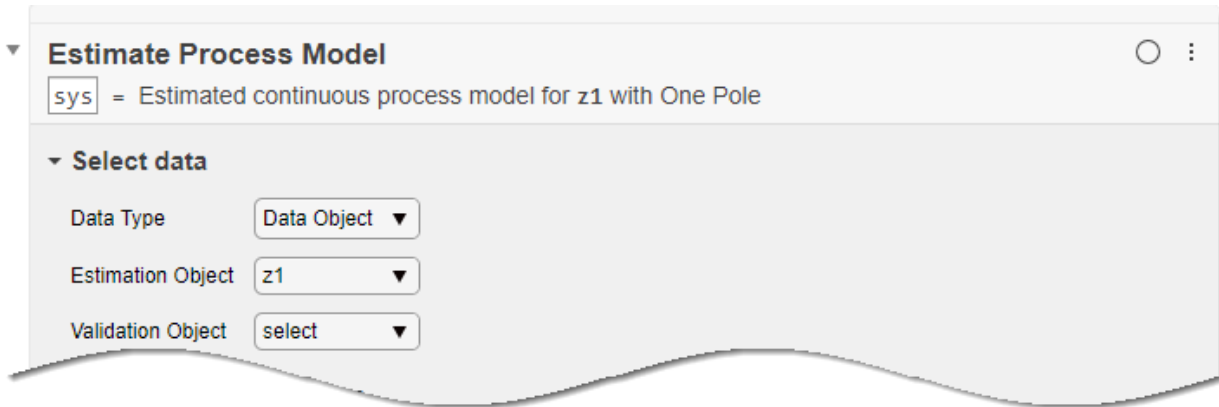 Estimate Process Model
sys = Estimated continuous process model for z1 with One Pole
Select data
Data Type Data Object
Estimation Object z1
Validation Object select